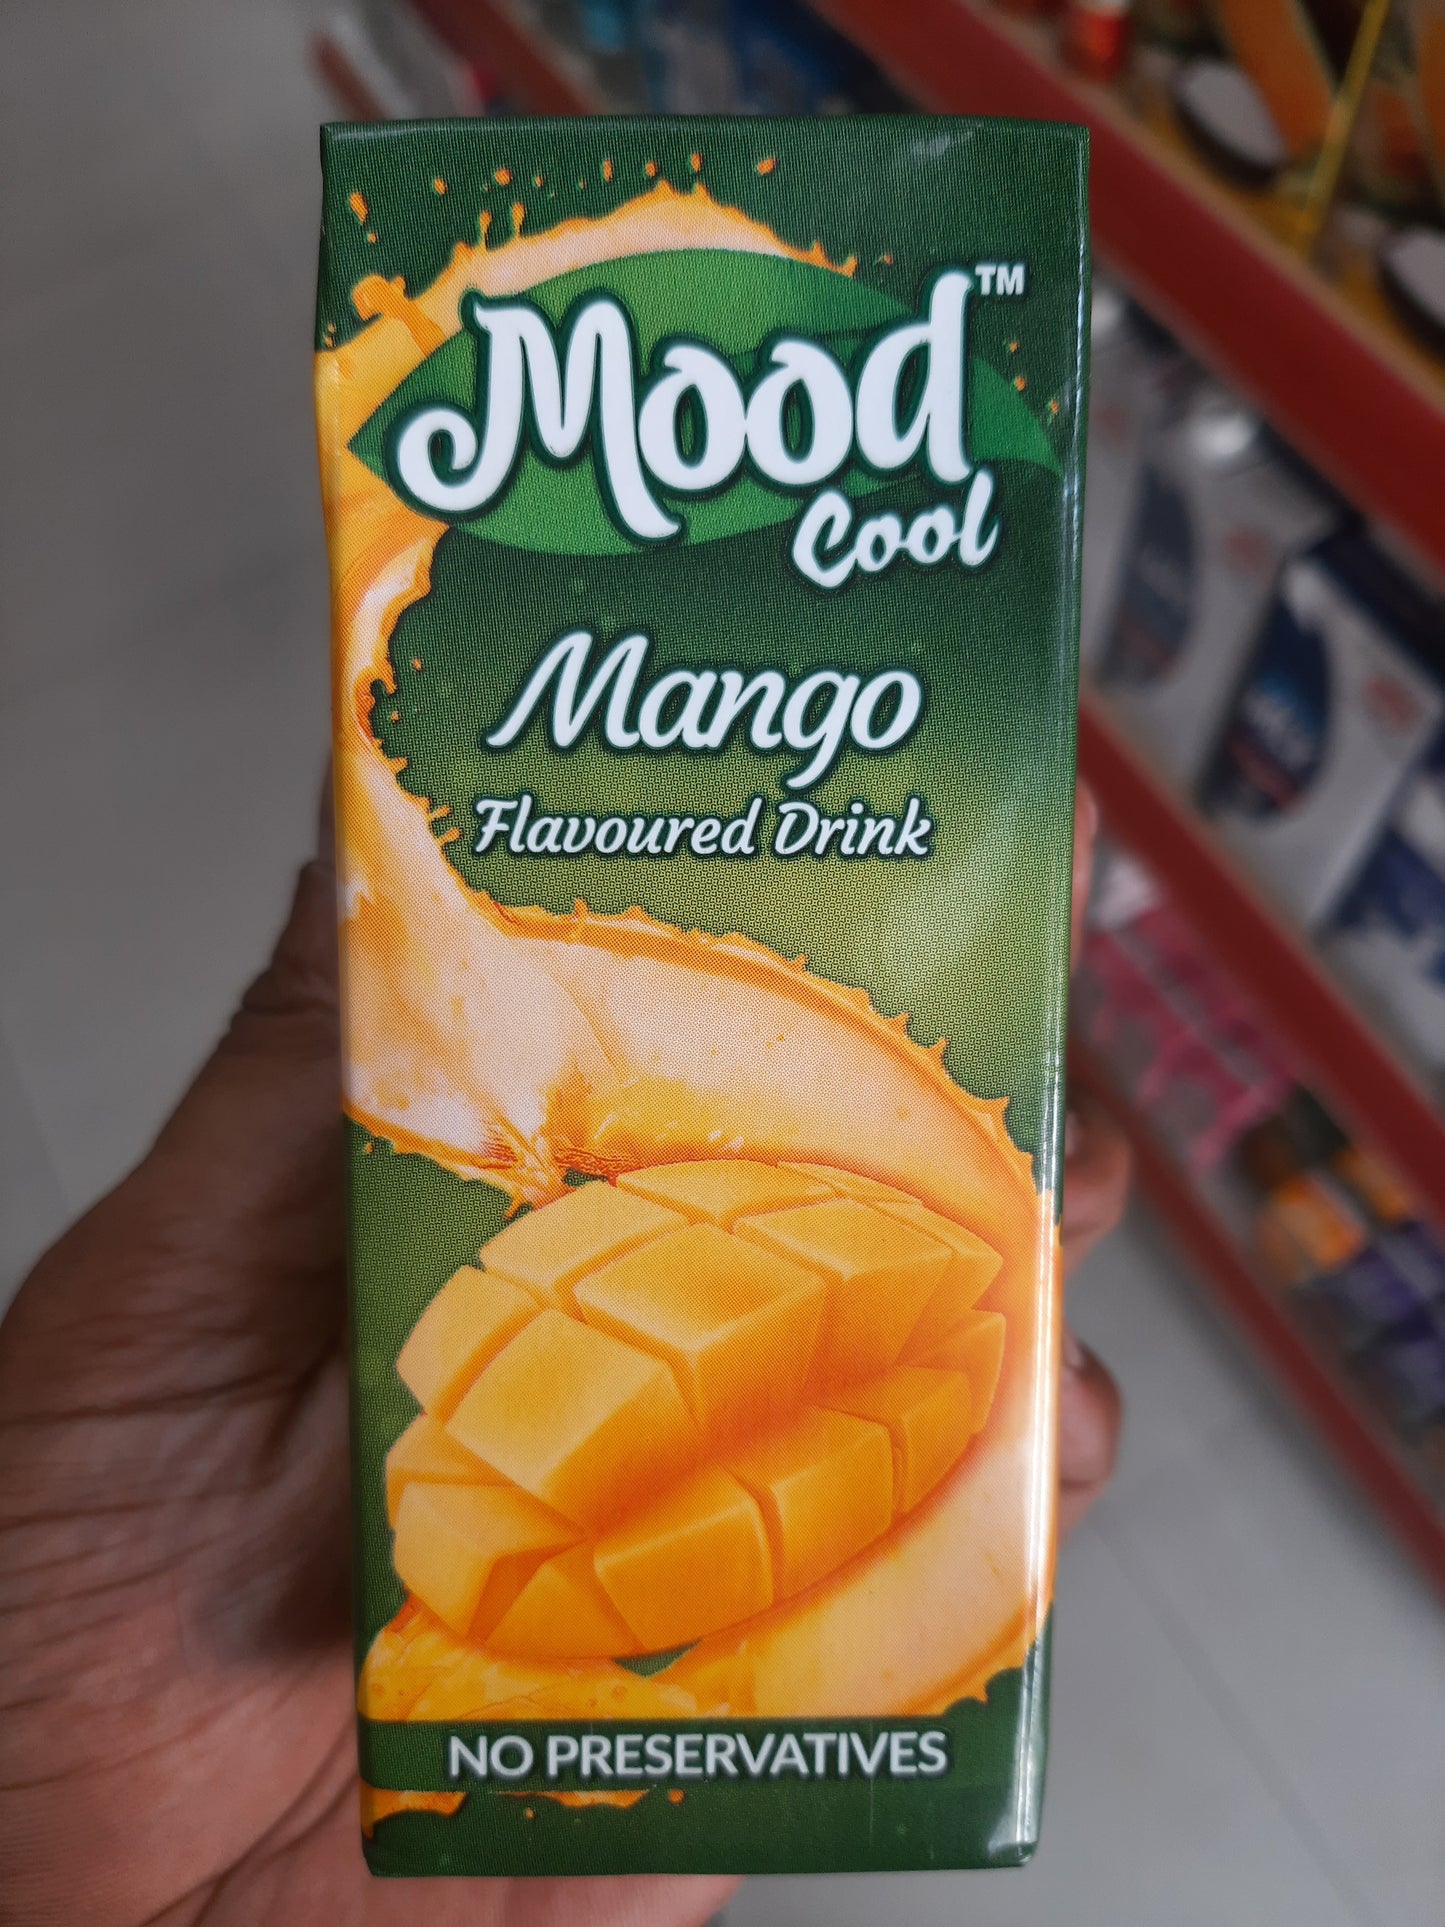 Mood™
Cool
Mango
Flavoured Drink
NO PRESERVATIVES